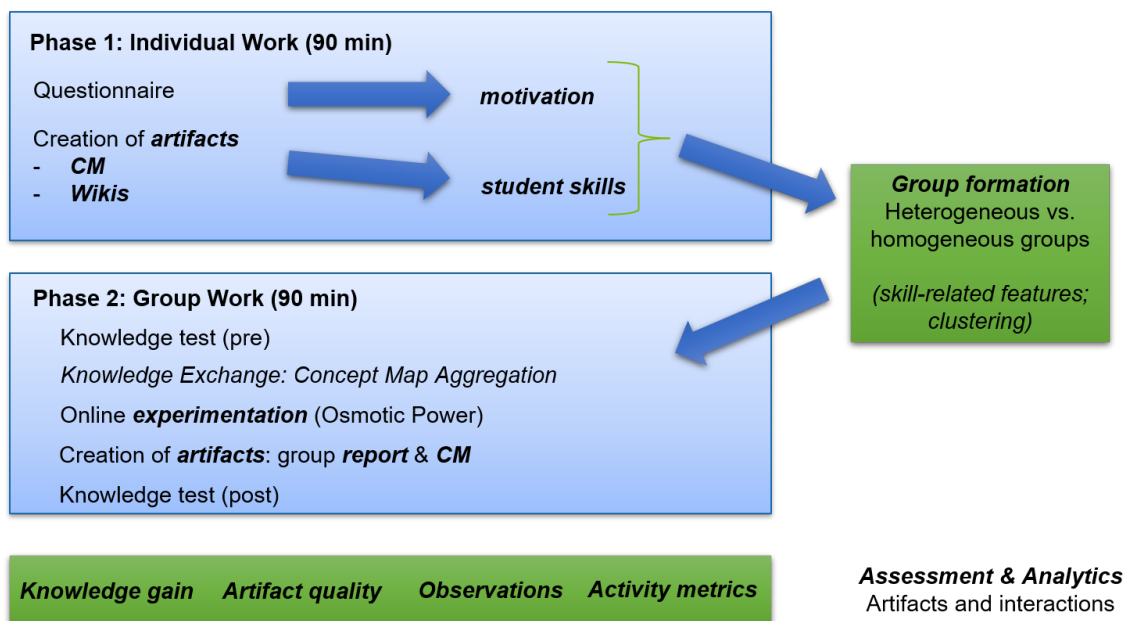 Phase 1: Individual Work (90 min)
Questionnaire
motivation
Creation of artifacts
- CM
- Wikis
student skills
Group formation
Heterogeneous vs.
homogeneous groups
(skill-related features;
clustering)
Phase 2: Group Work (90 min)
Knowledge test (pre)
Knowledge Exchange: Concept Map Aggregation
Online experimentation (Osmotic Power)
Creation of artifacts: group report & CM
Knowledge test (post)
Knowledge gain Artifact quality Observations Activity metrics
Assessment & Analytics
Artifacts and interactions